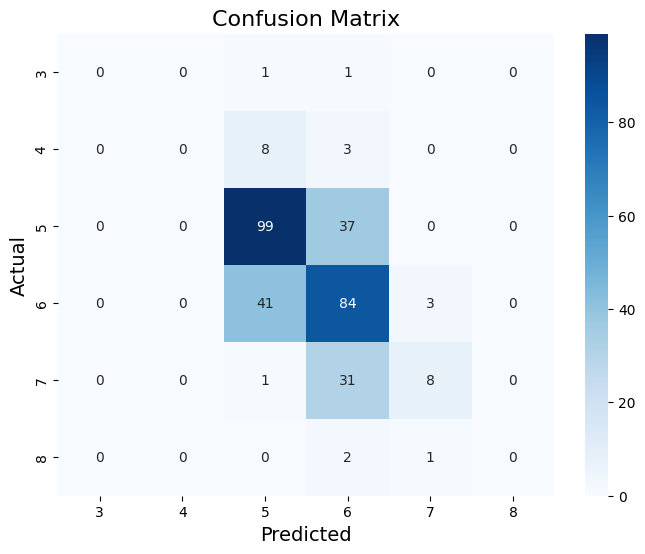 Confusion Matrix
Actual
3 0 0 1 1 0 0
4 0 0 8 3 0 0
5 0 0 99 37 0 0
6 0 0 41 84 3 0
7 0 0 1 31 8 0
8 0 0 0 2 1 0
3 4 5 6 7 8
Predicted
80
60
40
20
0